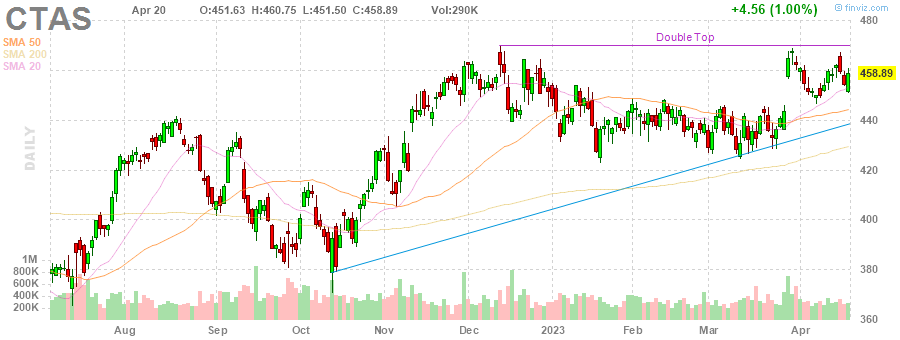 CTAS Apr 20 O:451.63 H:460.75 L:451.50 C:458.89 Vol:290K +4.56 (1.00%) © finviz.com
SMA 50
SMA 200
SMA 20
Double Top
DAILY
480
458.89
440
420
400
380
360
1M
800K
600K
400K
200K
Aug Sep Oct Nov Dec 2023 Feb Mar Apr